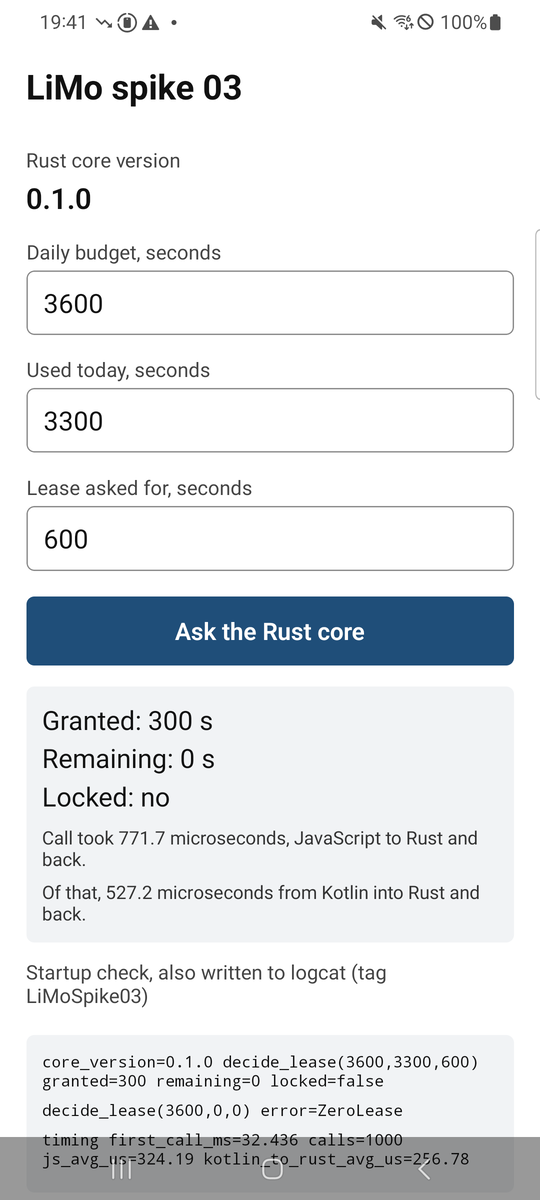 19:41
100%
LiMo spike 03
Rust core version
0.1.0
Daily budget, seconds
3600
Used today, seconds
3300
Lease asked for, seconds
600
Ask the Rust core
Granted: 300 s
Remaining: 0 s
Locked: no
Call took 771.7 microseconds, JavaScript to Rust and
back.
Of that, 527.2 microseconds from Kotlin into Rust and
back.
Startup check, also written to logcat (tag
LiMoSpike03)
core_version=0.1.0 decide_lease(3600,3300,600)
granted=300 remaining=0 locked=false
decide_lease(3600,0,0) error=ZeroLease
timing first_call_ms=32.436 calls=1000
js_avg_us=324.19 kotlin_to_rust_avg_us=256.78